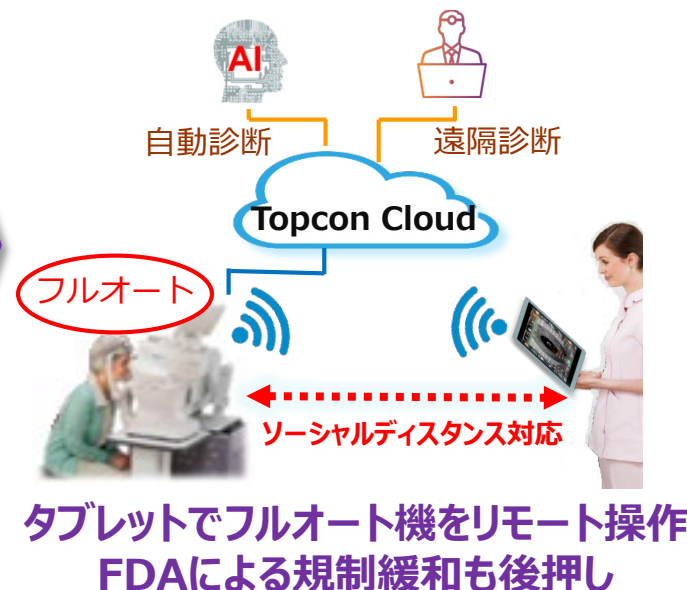 AI
自動診断
遠隔診断
Topcon Cloud
フルオート
ソーシャルディスタンス対応
タブレットでフルオート機をリモート操作
FDAによる規制緩和も後押し